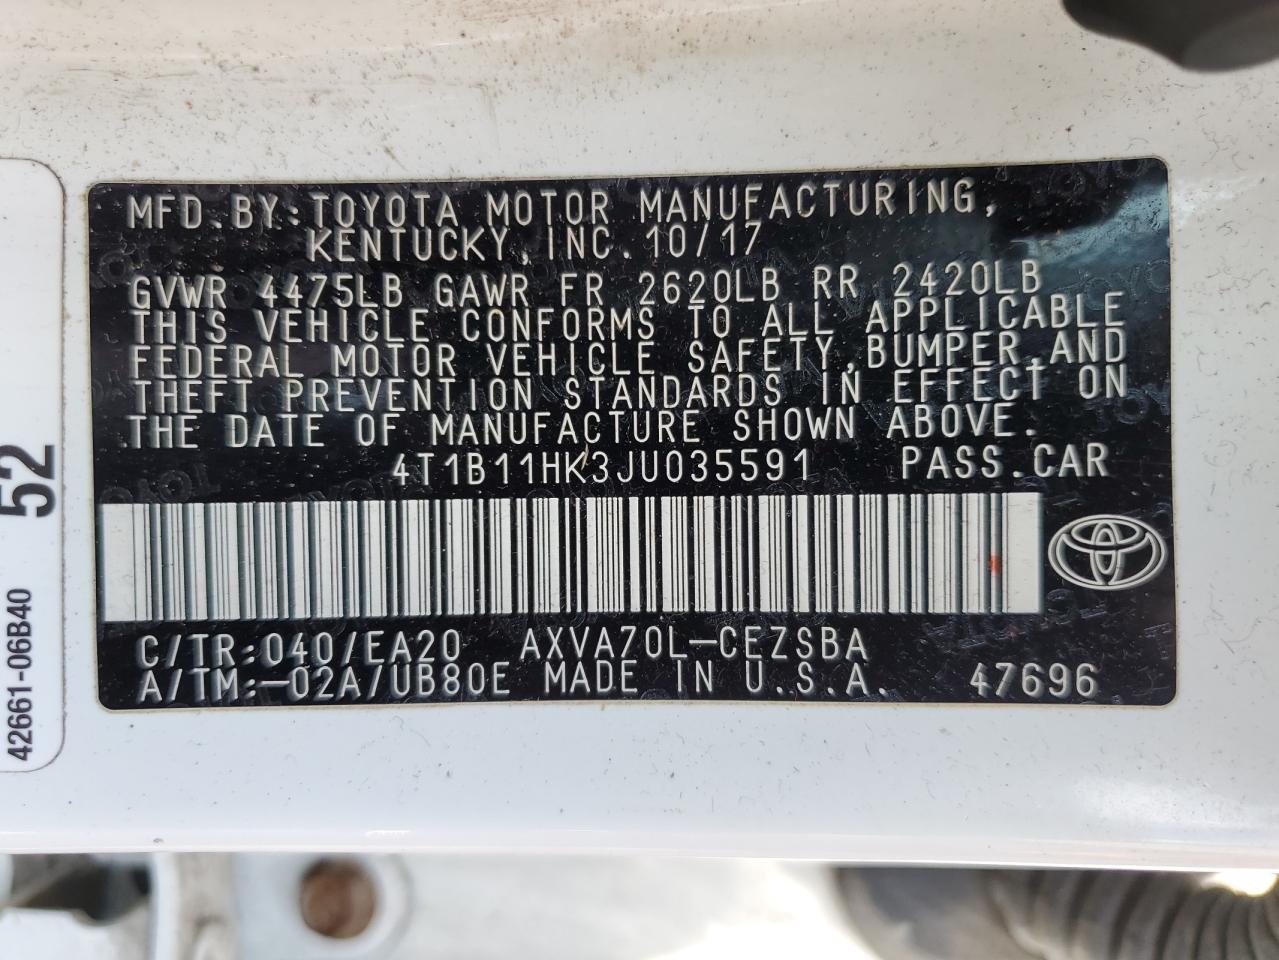 MFD.BY:TOYOTA MOTOR MANUFACTURING,
KENTUCKY,INC. 10/17
GVWR 4475LB GAWR FR 2620LB RR 2420LB
THIS VEHICLE CONFORMS TO ALL APPLICABLE
FEDERAL MOTOR VEHICLE SAFETY,BUMPER,AND
THEFT PREVENTION STANDARDS IN EFFECT ON
THE DATE OF MANUFACTURE SHOWN ABOVE.
4T1B11HK3JU035591 PASS.CAR
C/TR:040/EA20 AXVA70L-CEZSBA
A/TM:-02A/UB80E MADE IN U.S.A. 47696
52
42661-06B40